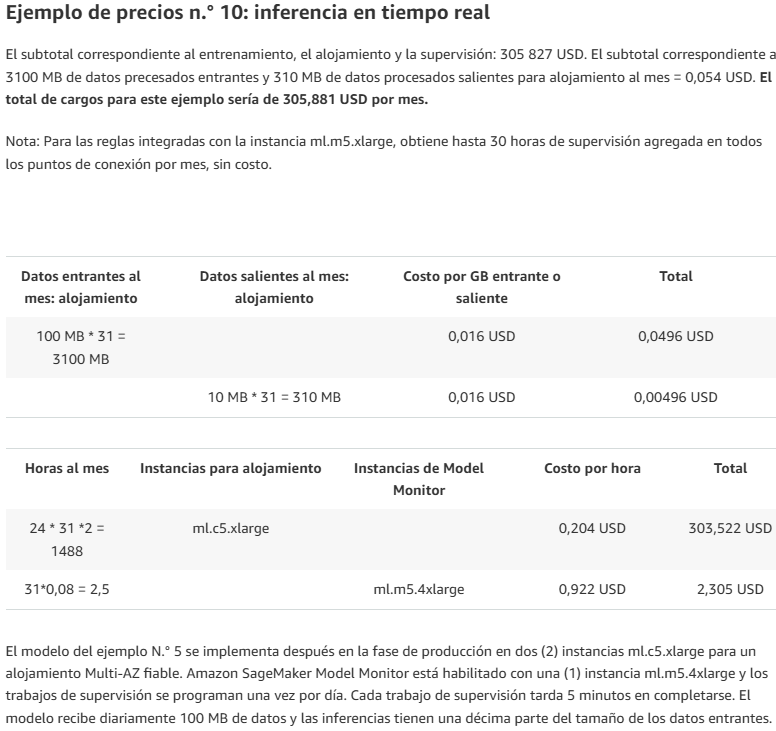 Ejemplo de precios n.° 10: inferencia en tiempo real
El subtotal correspondiente al entrenamiento, el alojamiento y la supervisión: 305 827 USD. El subtotal correspondiente a
3100 MB de datos precesados entrantes y 310 MB de datos procesados salientes para alojamiento al mes = 0,054 USD. El
total de cargos para este ejemplo sería de 305,881 USD por mes.
Nota: Para las reglas integradas con la instancia ml.m5.xlarge, obtiene hasta 30 horas de supervisión agregada en todos
los puntos de conexión por mes, sin costo.
Datos entrantes al mes: alojamiento Datos salientes al mes: alojamiento Costo por GB entrante o saliente Total
100 MB * 31 = 3100 MB 0,016 USD 0,0496 USD
10 MB * 31 = 310 MB 0,016 USD 0,00496 USD
Horas al mes Instancias para alojamiento Instancias de Model Monitor Costo por hora Total
24 * 31 *2 = 1488 ml.c5.xlarge 0,204 USD 303,522 USD
31*0,08 = 2,5 ml.m5.4xlarge 0,922 USD 2,305 USD
El modelo del ejemplo N.° 5 se implementa después en la fase de producción en dos (2) instancias ml.c5.xlarge para un
alojamiento Multi-AZ fiable. Amazon SageMaker Model Monitor está habilitado con una (1) instancia ml.m5.4xlarge y los
trabajos de supervisión se programan una vez por día. Cada trabajo de supervisión tarda 5 minutos en completarse. El
modelo recibe diariamente 100 MB de datos y las inferencias tienen una décima parte del tamaño de los datos entrantes.